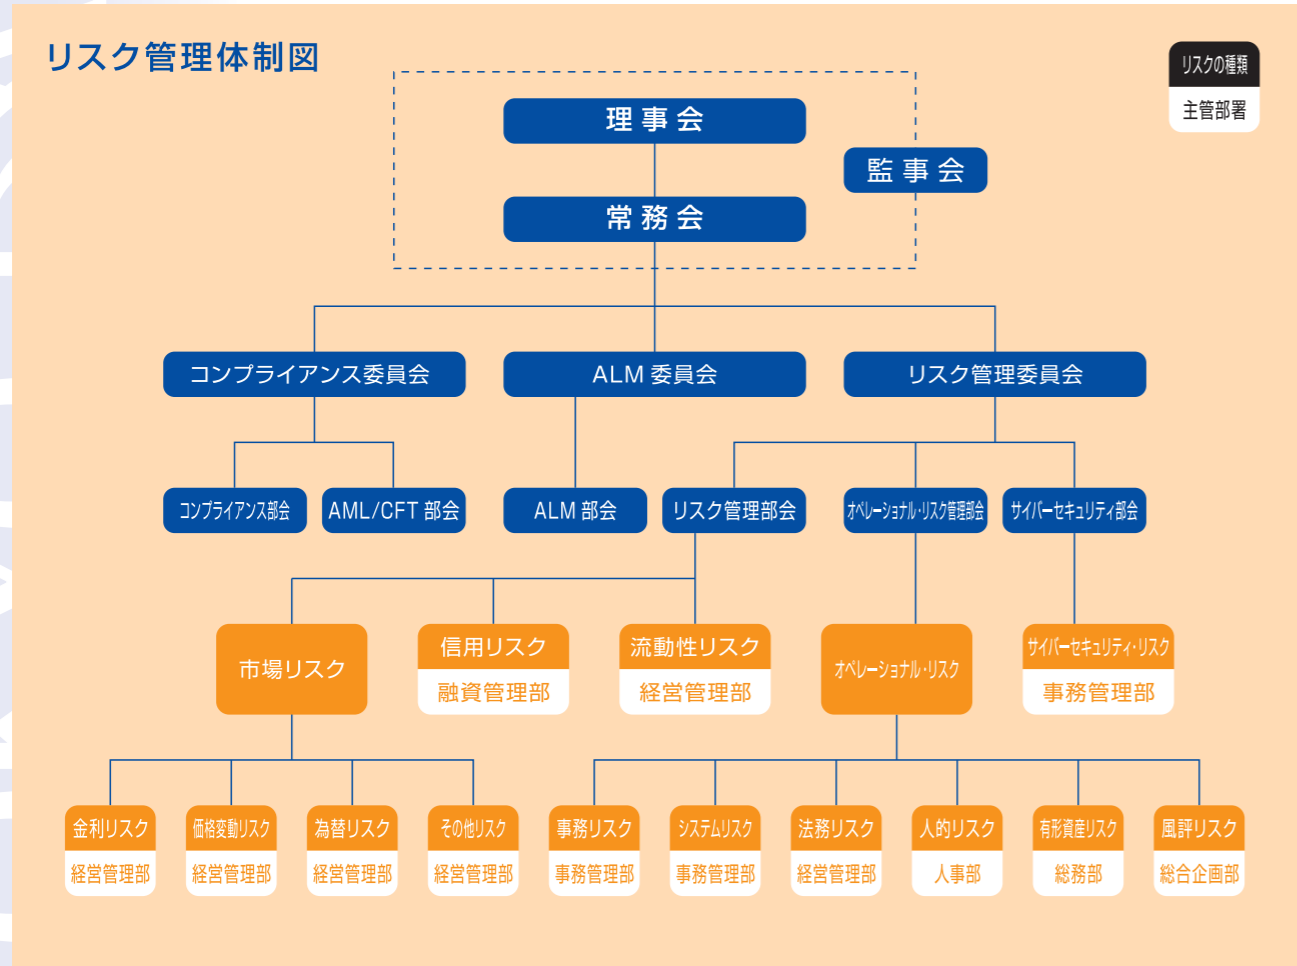 リスク管理体制図
リスクの種類
主管部署
理事会
監事会
常務会
コンプライアンス委員会
ALM 委員会
リスク管理委員会
コンプライアンス部会
AML/CFT 部会
ALM 部会
リスク管理部会
オペレーショナル・リスク管理部会
サイバーセキュリティ部会
市場リスク
信用リスク
融資管理部
流動性リスク
経営管理部
オペレーショナル・リスク
サイバーセキュリティ・リスク
事務管理部
金利リスク
経営管理部
価格変動リスク
経営管理部
為替リスク
経営管理部
その他リスク
経営管理部
事務リスク
事務管理部
システムリスク
事務管理部
法務リスク
経営管理部
人的リスク
人事部
有形資産リスク
総務部
風評リスク
総合企画部